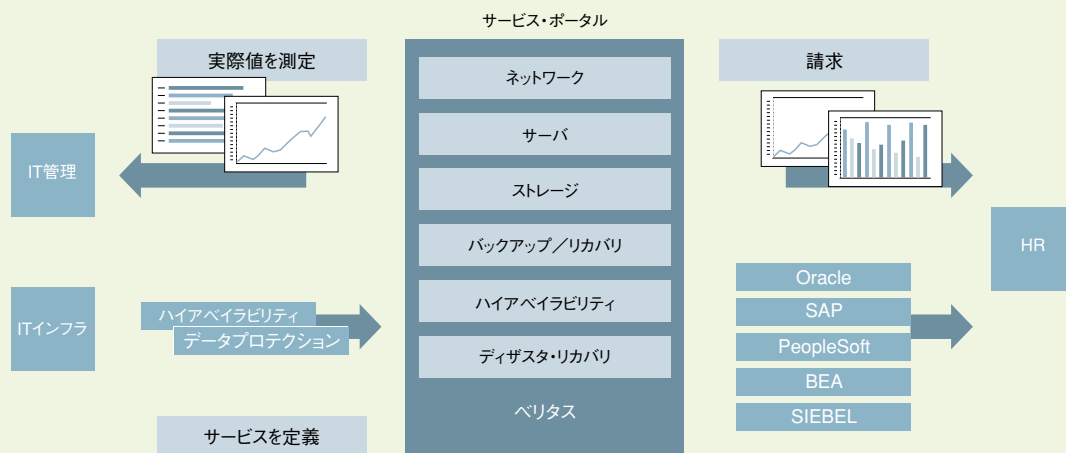 サービス・ポータル
実際値を測定
IT管理
ITインフラ
ハイアベイラビリティ
データプロテクション
サービスを定義
ネットワーク
サーバ
ストレージ
バックアップ/リカバリ
ハイアベイラビリティ
ディザスタ・リカバリ
ベリタス
請求
Oracle
SAP
PeopleSoft
BEA
SIEBEL
HR